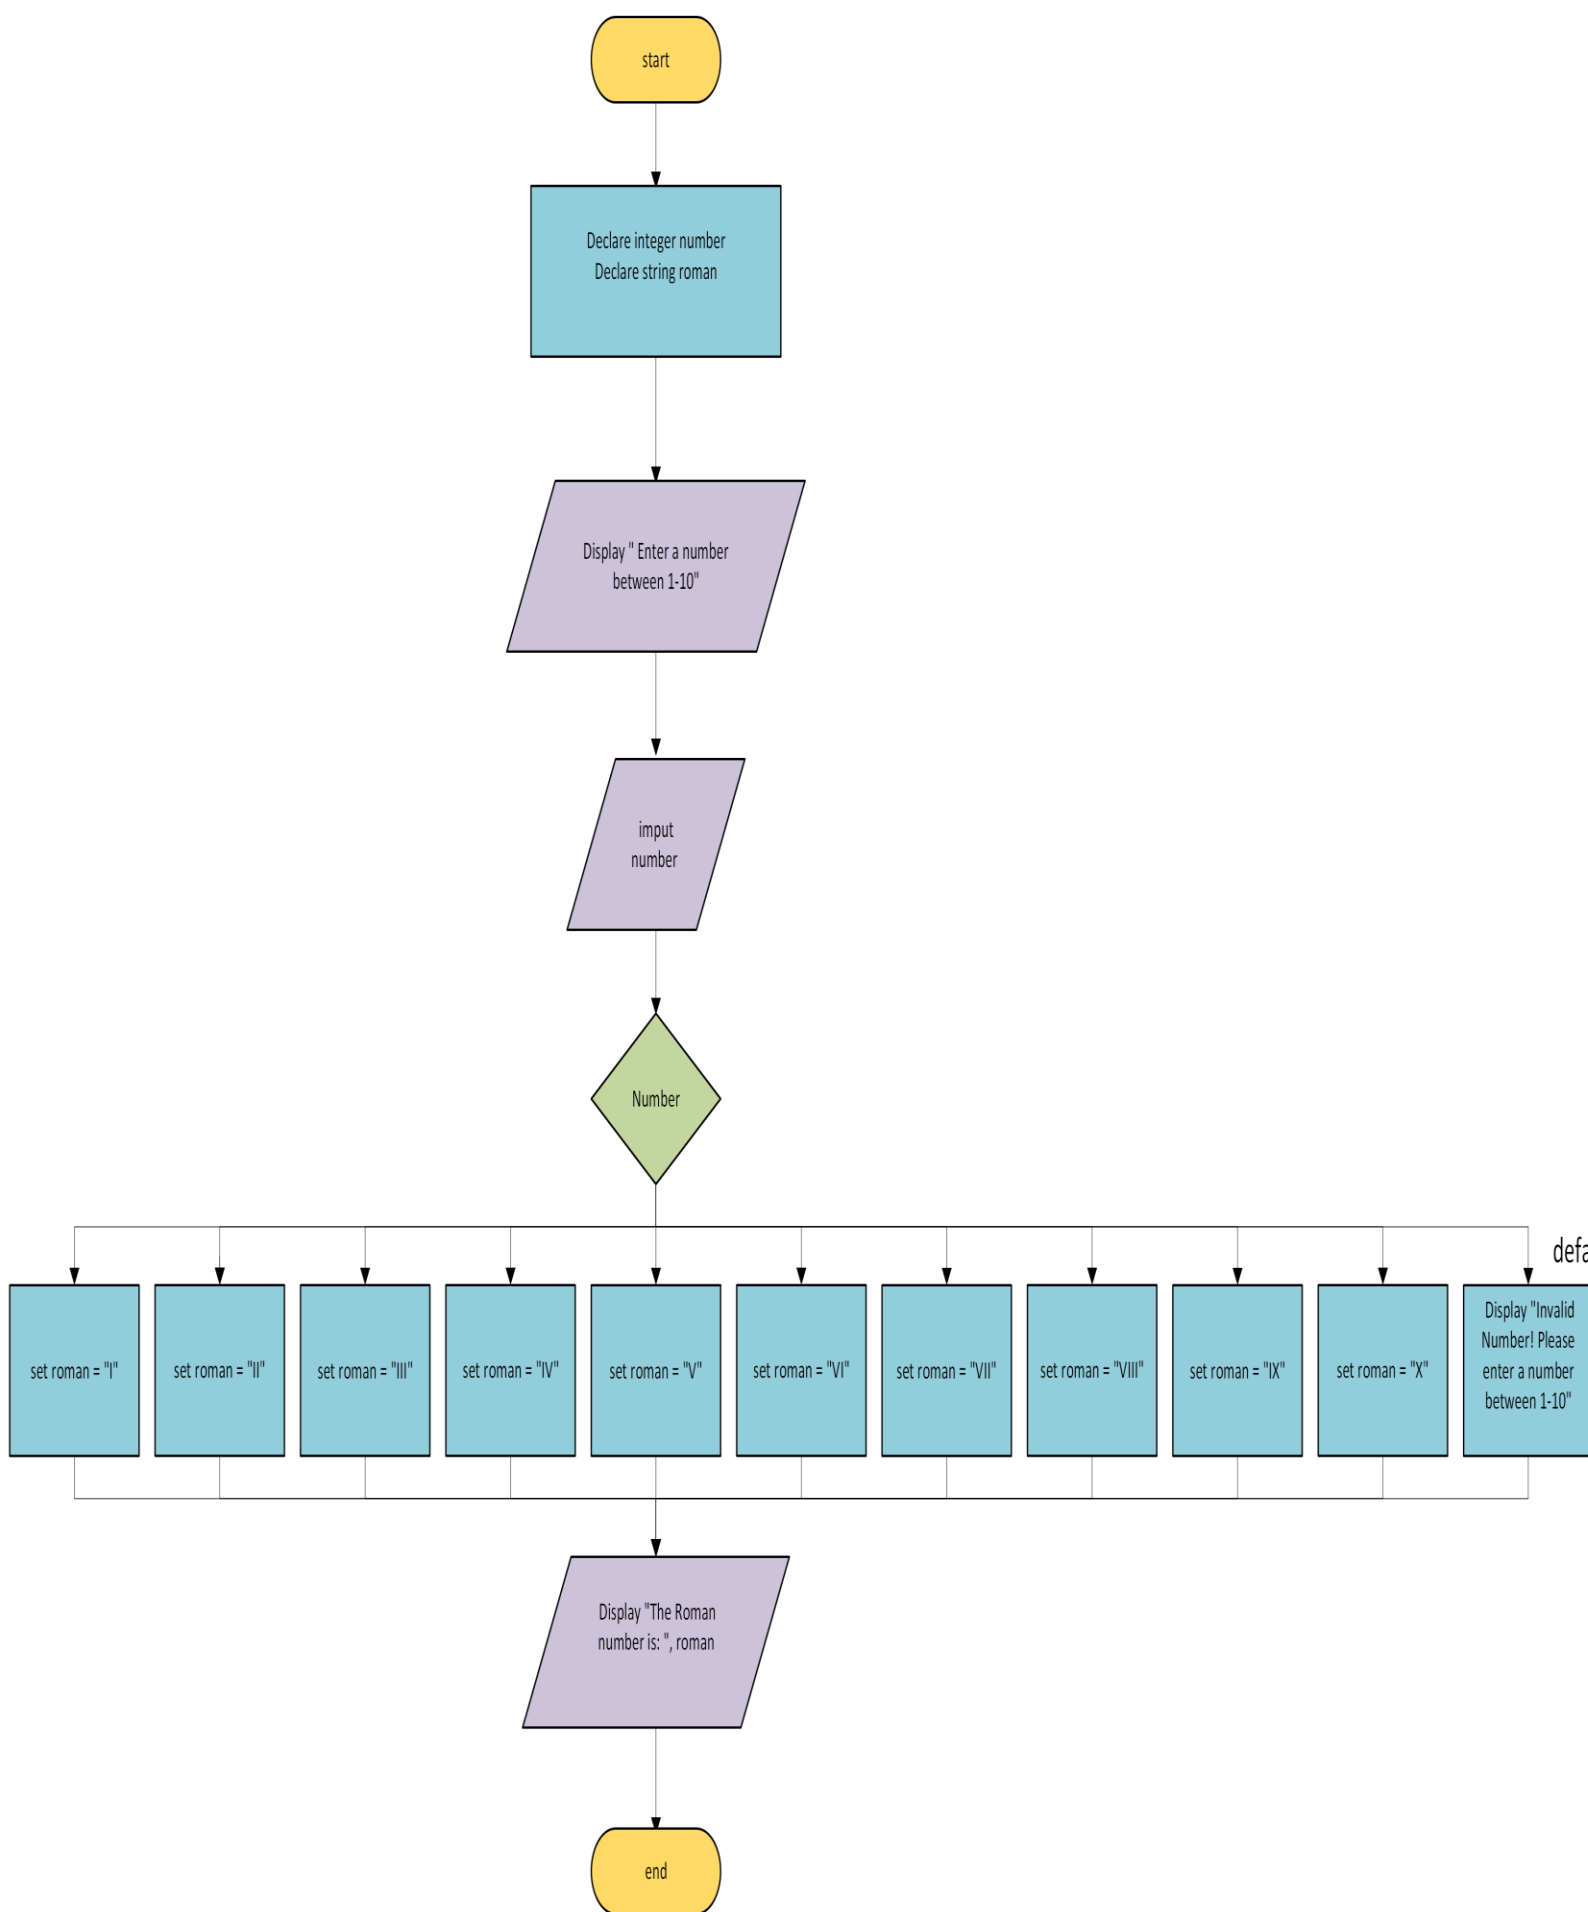 start
Declare integer number
Declare string roman
Display " Enter a number
between 1-10"
imput
number
Number
defa
set roman = "I"
set roman = "II"
set roman = "III"
set roman = "IV"
set roman = "V"
set roman = "VI"
set roman = "VII"
set roman = "VIII"
set roman = "IX"
set roman = "X"
Display "Invalid
Number! Please
enter a number
between 1-10"
Display "The Roman
number is: ", roman
end